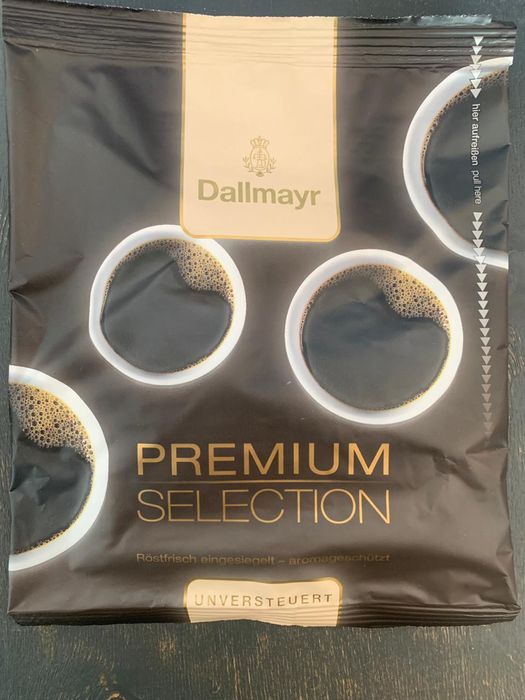 Dallmayr
hier aufreißen pull here
PREMIUM
SELECTION
Röstfrisch eingesiegelt – aromageschützt
UNVERSTEUERT